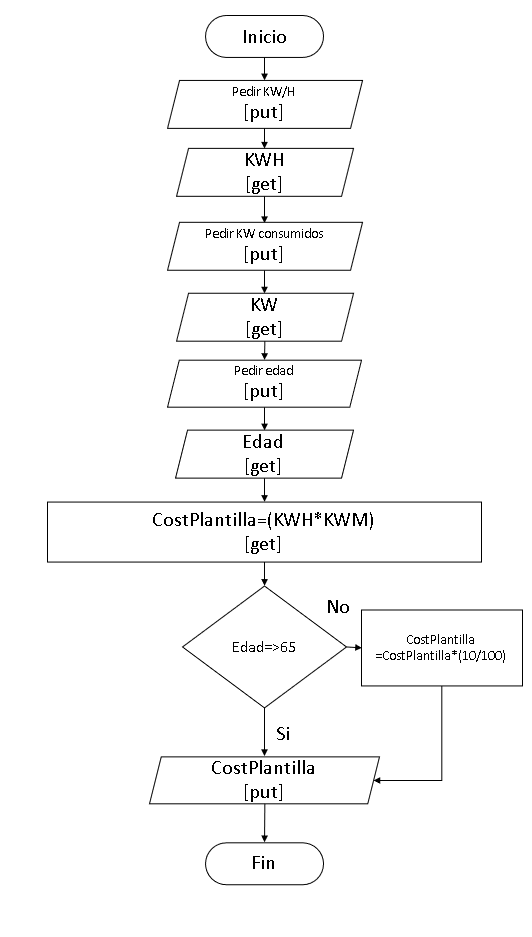 Inicio
Pedir KW/H
[put]
KWH
[get]
Pedir KW consumidos
[put]
KW
[get]
Pedir edad
[put]
Edad
[get]
CostPlantilla=(KWH*KWM)
[get]
No
Edad=>65
CostPlantilla
=CostPlantilla*(10/100)
Si
CostPlantilla
[put]
Fin